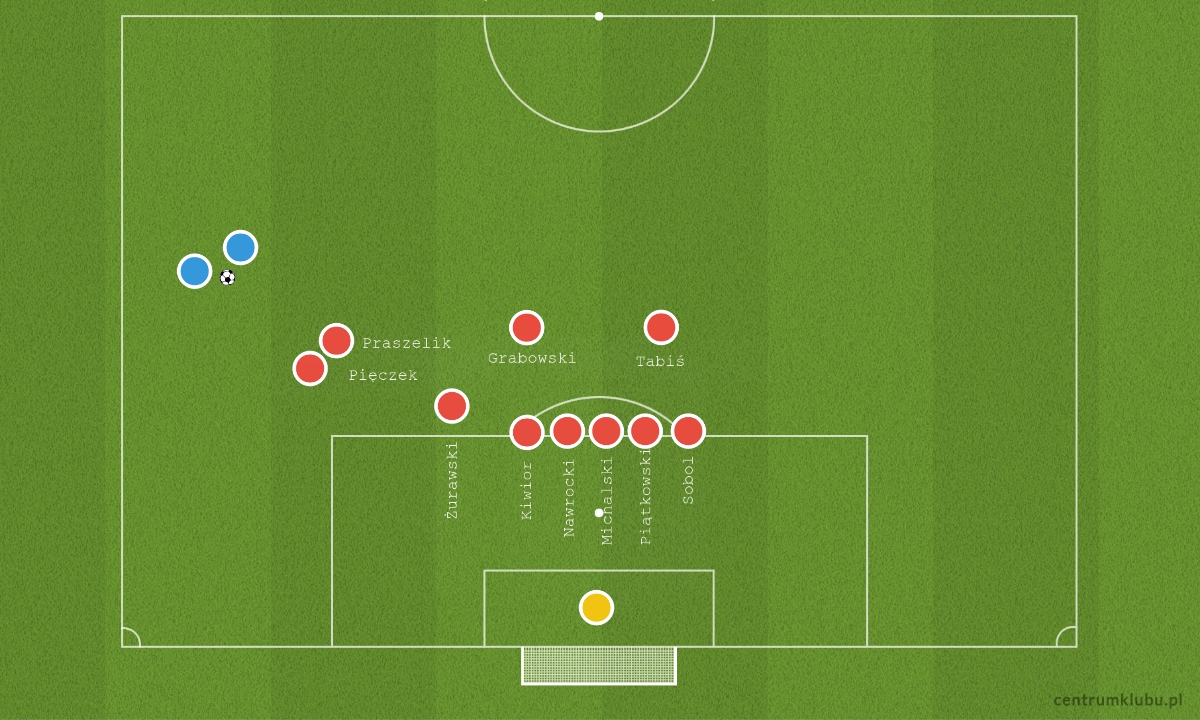 Praszelik
Grabowski
Tabiś
Pięczek
Żurawski
Kiwior
Nawrocki
Michalski
Piątkowski
Sobol
centrumklubu.pl